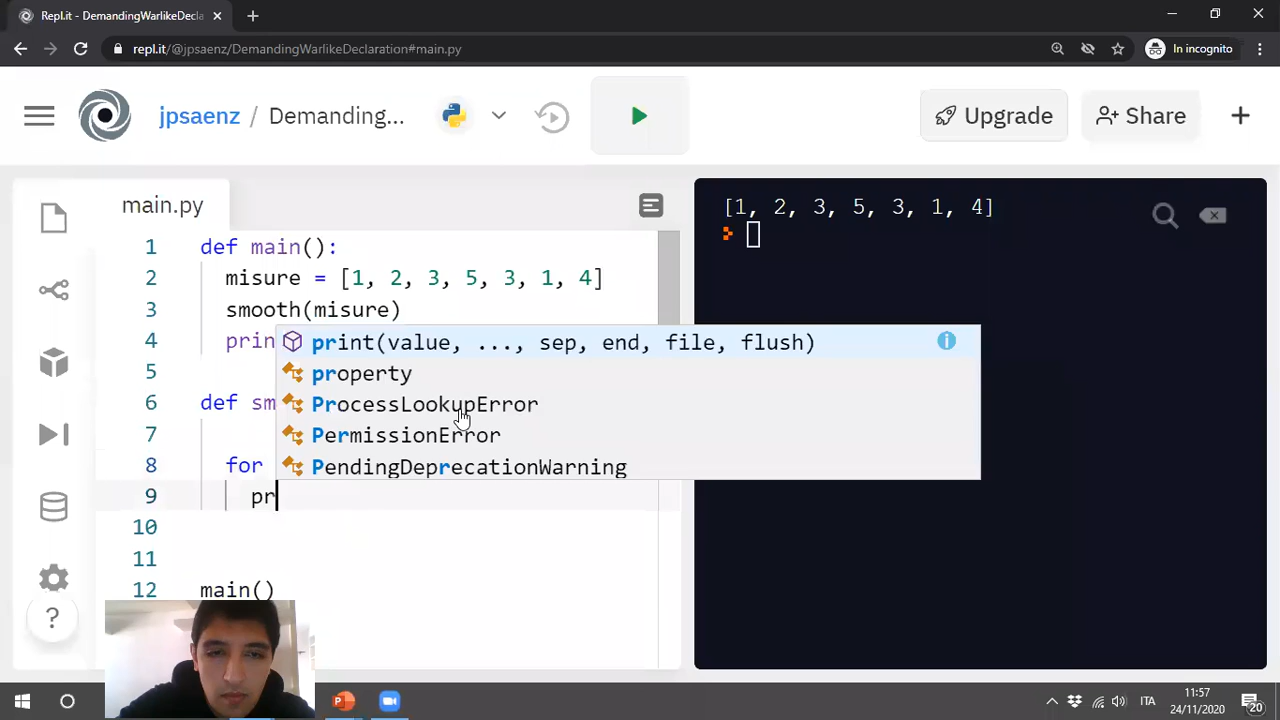 Repl.it - DemandingWarlikeDecla
repl.it/@jpsaenz/DemandingWarlikeDeclaration#main.py
In incognito
jpsaenz / Demanding...
Upgrade
Share
main.py
1 def main():
2 misure = [1, 2, 3, 5, 3, 1, 4]
3 smooth(misure)
4 prin
5
6 def sm
7
8 for
9 pr
10
11
12 main()
print(value, ..., sep, end, file, flush)
property
ProcessLookupError
PermissionError
PendingDeprecationWarning
[1, 2, 3, 5, 3, 1, 4]
?
ITA
11:57
24/11/2020
20